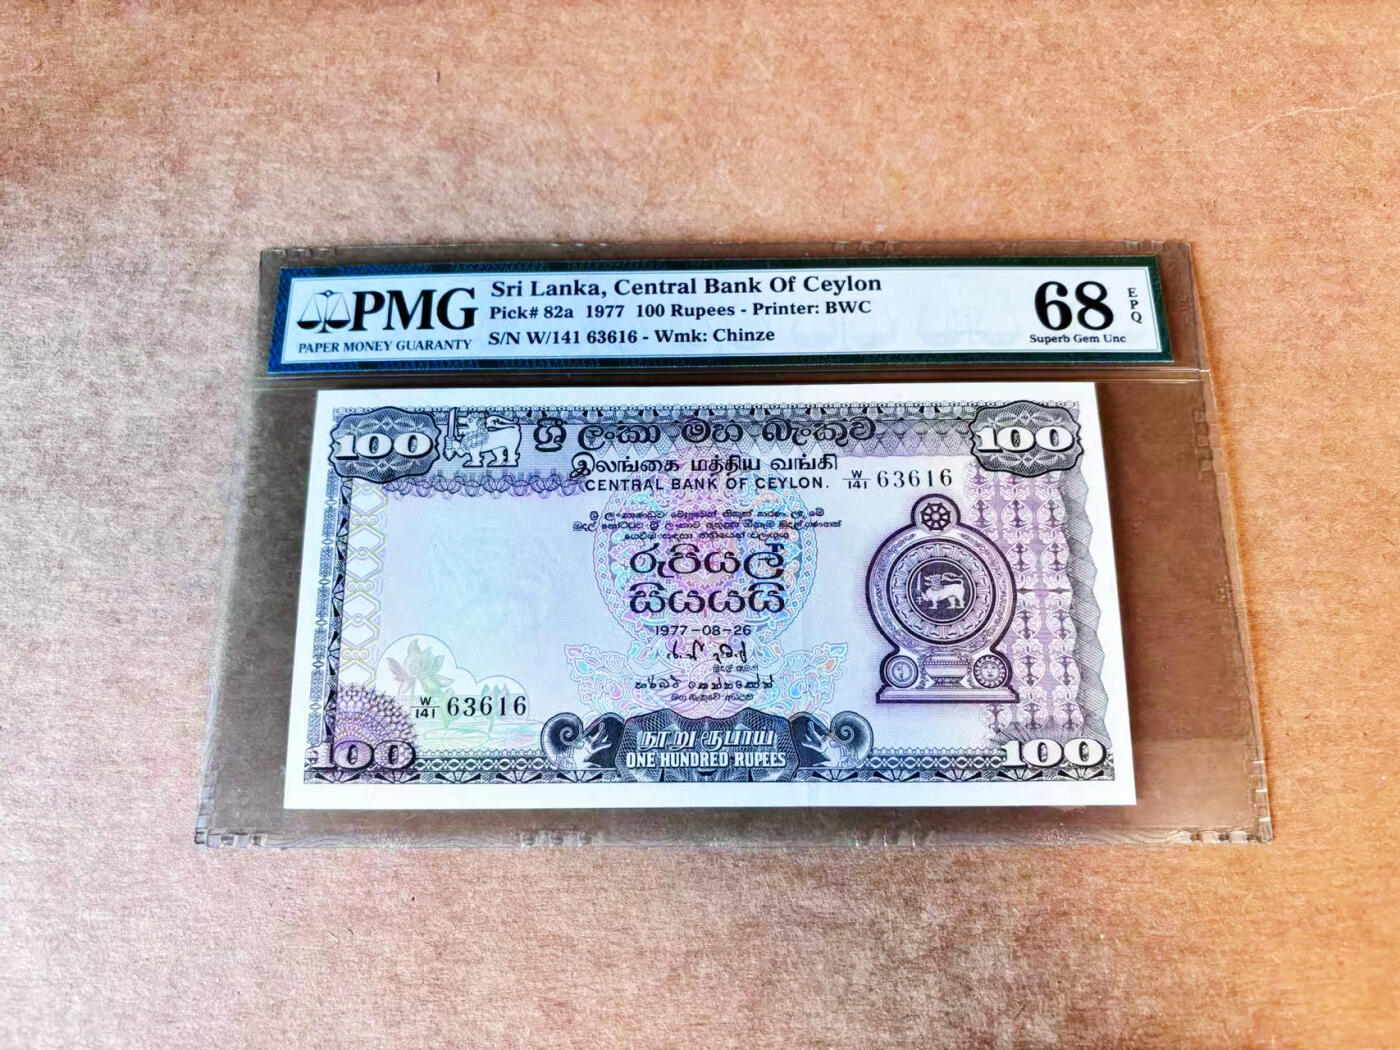 PMG
PAPER MONEY GUARANTY
Sri Lanka, Central Bank Of Ceylon
Pick# 82a 1977 100 Rupees - Printer: BWC
S/N W/141 63616 - Wmk: Chinze
68
EPQ
Superb Gem Unc
100
ශ්‍රී ලංකා මහ බැංකුව
100
இலங்கை மத்திய வங்கி
CENTRAL BANK OF CEYLON.
W/141 63616
රුපියල්
සියයයි
1977-08-26
W/141 63616
100
நூறு ரூபாய்
ONE HUNDRED RUPEES
100